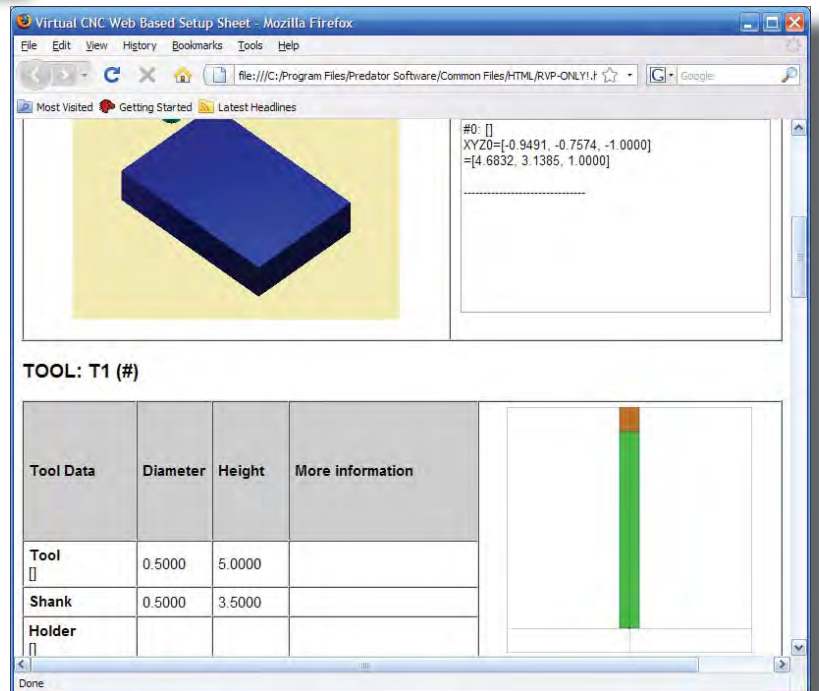 Virtual CNC Web Based Setup Sheet - Mozilla Firefox
File Edit View History Bookmarks Tools Help
file:///C:/Program Files/Predator Software/Common Files/HTML/RVP-ONLY!.h
Google
Most Visited Getting Started Latest Headlines
#0: []
XYZ0=[-0.9491, -0.7574, -1.0000]
=[4.6832, 3.1385, 1.0000]
------------------------------
TOOL: T1 (#)
Tool Data Diameter Height More information
Tool
[] 0.5000 5.0000
Shank 0.5000 3.5000
Holder
[]
Done